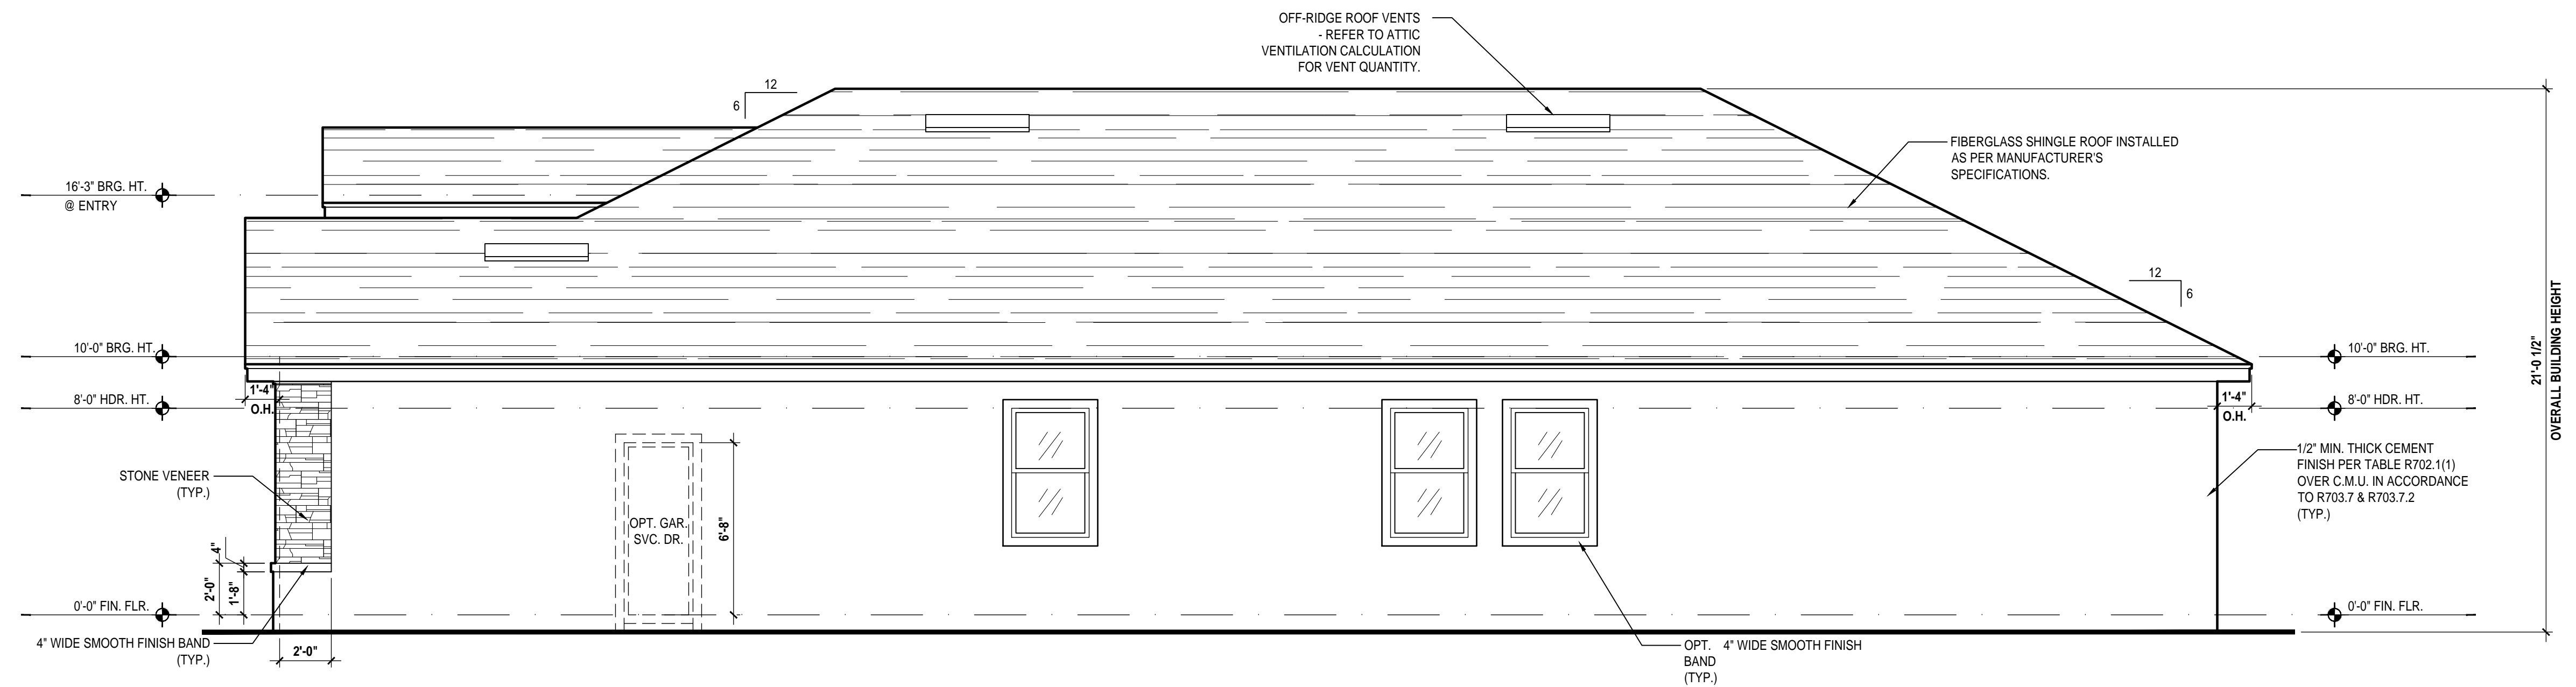 OFF-RIDGE ROOF VENTS
- REFER TO ATTIC
VENTILATION CALCULATION
FOR VENT QUANTITY.
12
6
FIBERGLASS SHINGLE ROOF INSTALLED
AS PER MANUFACTURER'S
SPECIFICATIONS.
16'-3" BRG. HT.
@ ENTRY
12
6
10'-0" BRG. HT.
10'-0" BRG. HT.
21'-0 1/2"
OVERALL BUILDING HEIGHT
1'-4"
O.H.
8'-0" HDR. HT.
1'-4"
O.H.
8'-0" HDR. HT.
STONE VENEER
(TYP.)
OPT. GAR.
SVC. DR.
6'-8"
1/2" MIN. THICK CEMENT
FINISH PER TABLE R702.1(1)
OVER C.M.U. IN ACCORDANCE
TO R703.7 & R703.7.2
(TYP.)
4"
2'-0"
1'-8"
0'-0" FIN. FLR.
0'-0" FIN. FLR.
4" WIDE SMOOTH FINISH BAND
(TYP.)
2'-0"
OPT. 4" WIDE SMOOTH FINISH
BAND
(TYP.)